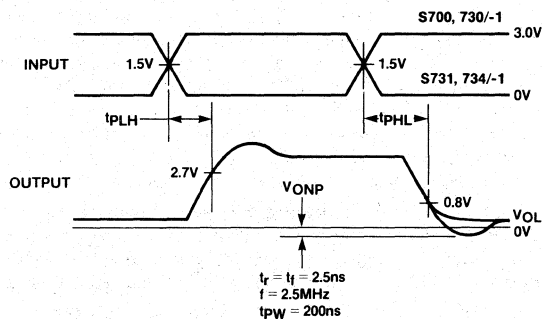 S700, 730/-1
3.0V
INPUT
1.5V
1.5V
S731, 734/-1
0V
tPLH
tPHL
2.7V
OUTPUT
VONP
0.8V
VOL
0V
tr = tf = 2.5ns
f = 2.5MHz
tPW = 200ns